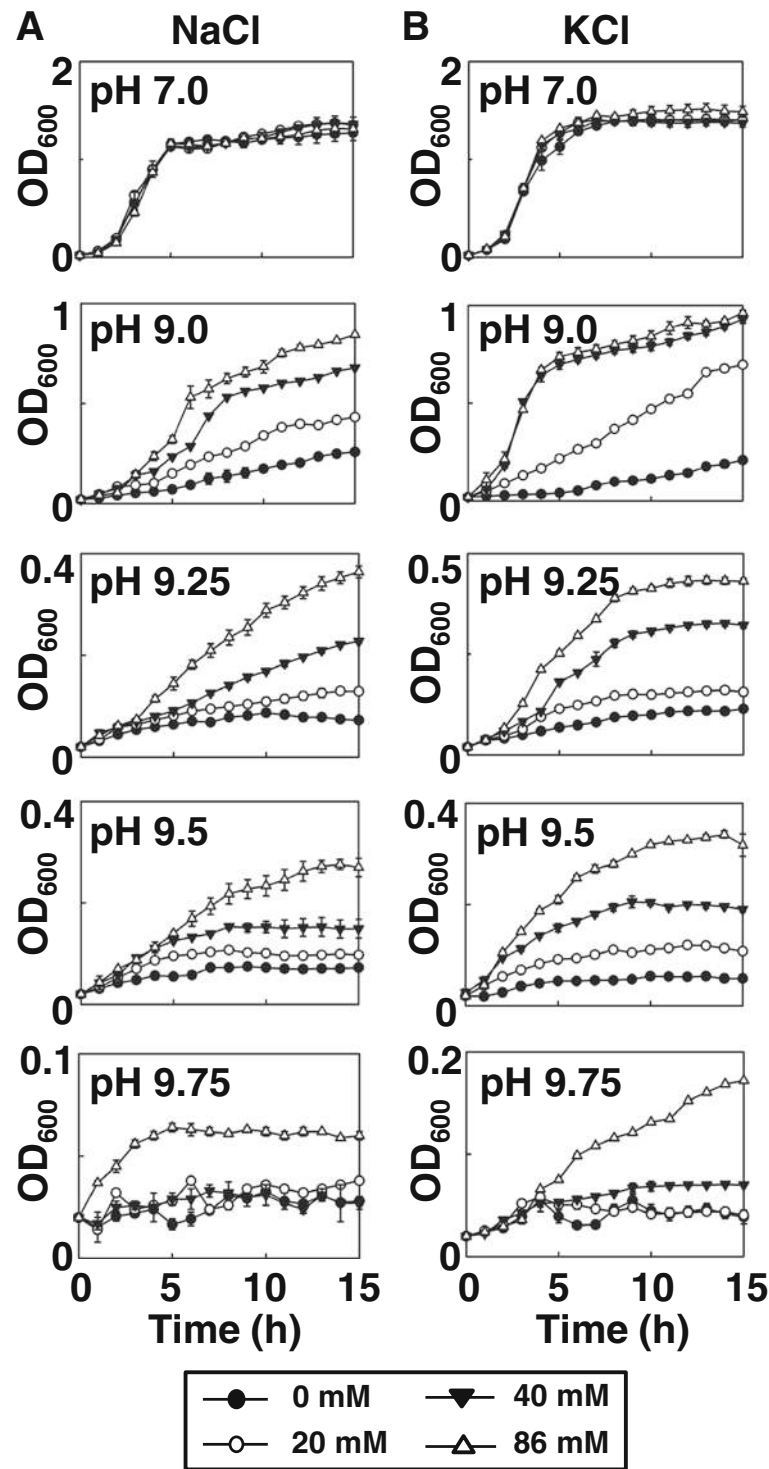 A NaCl B KCl
2 pH 7.0 OD600 0
2 pH 7.0 OD600 0
1 pH 9.0 OD600 0
1 pH 9.0 OD600 0
0.4 pH 9.25 OD600 0
0.5 pH 9.25 OD600 0
0.4 pH 9.5 OD600 0
0.4 pH 9.5 OD600 0
0.1 pH 9.75 OD600 0
0.2 pH 9.75 OD600 0
0 5 10 15 0 5 10 15
Time (h) Time (h)
0 mM 40 mM
20 mM 86 mM